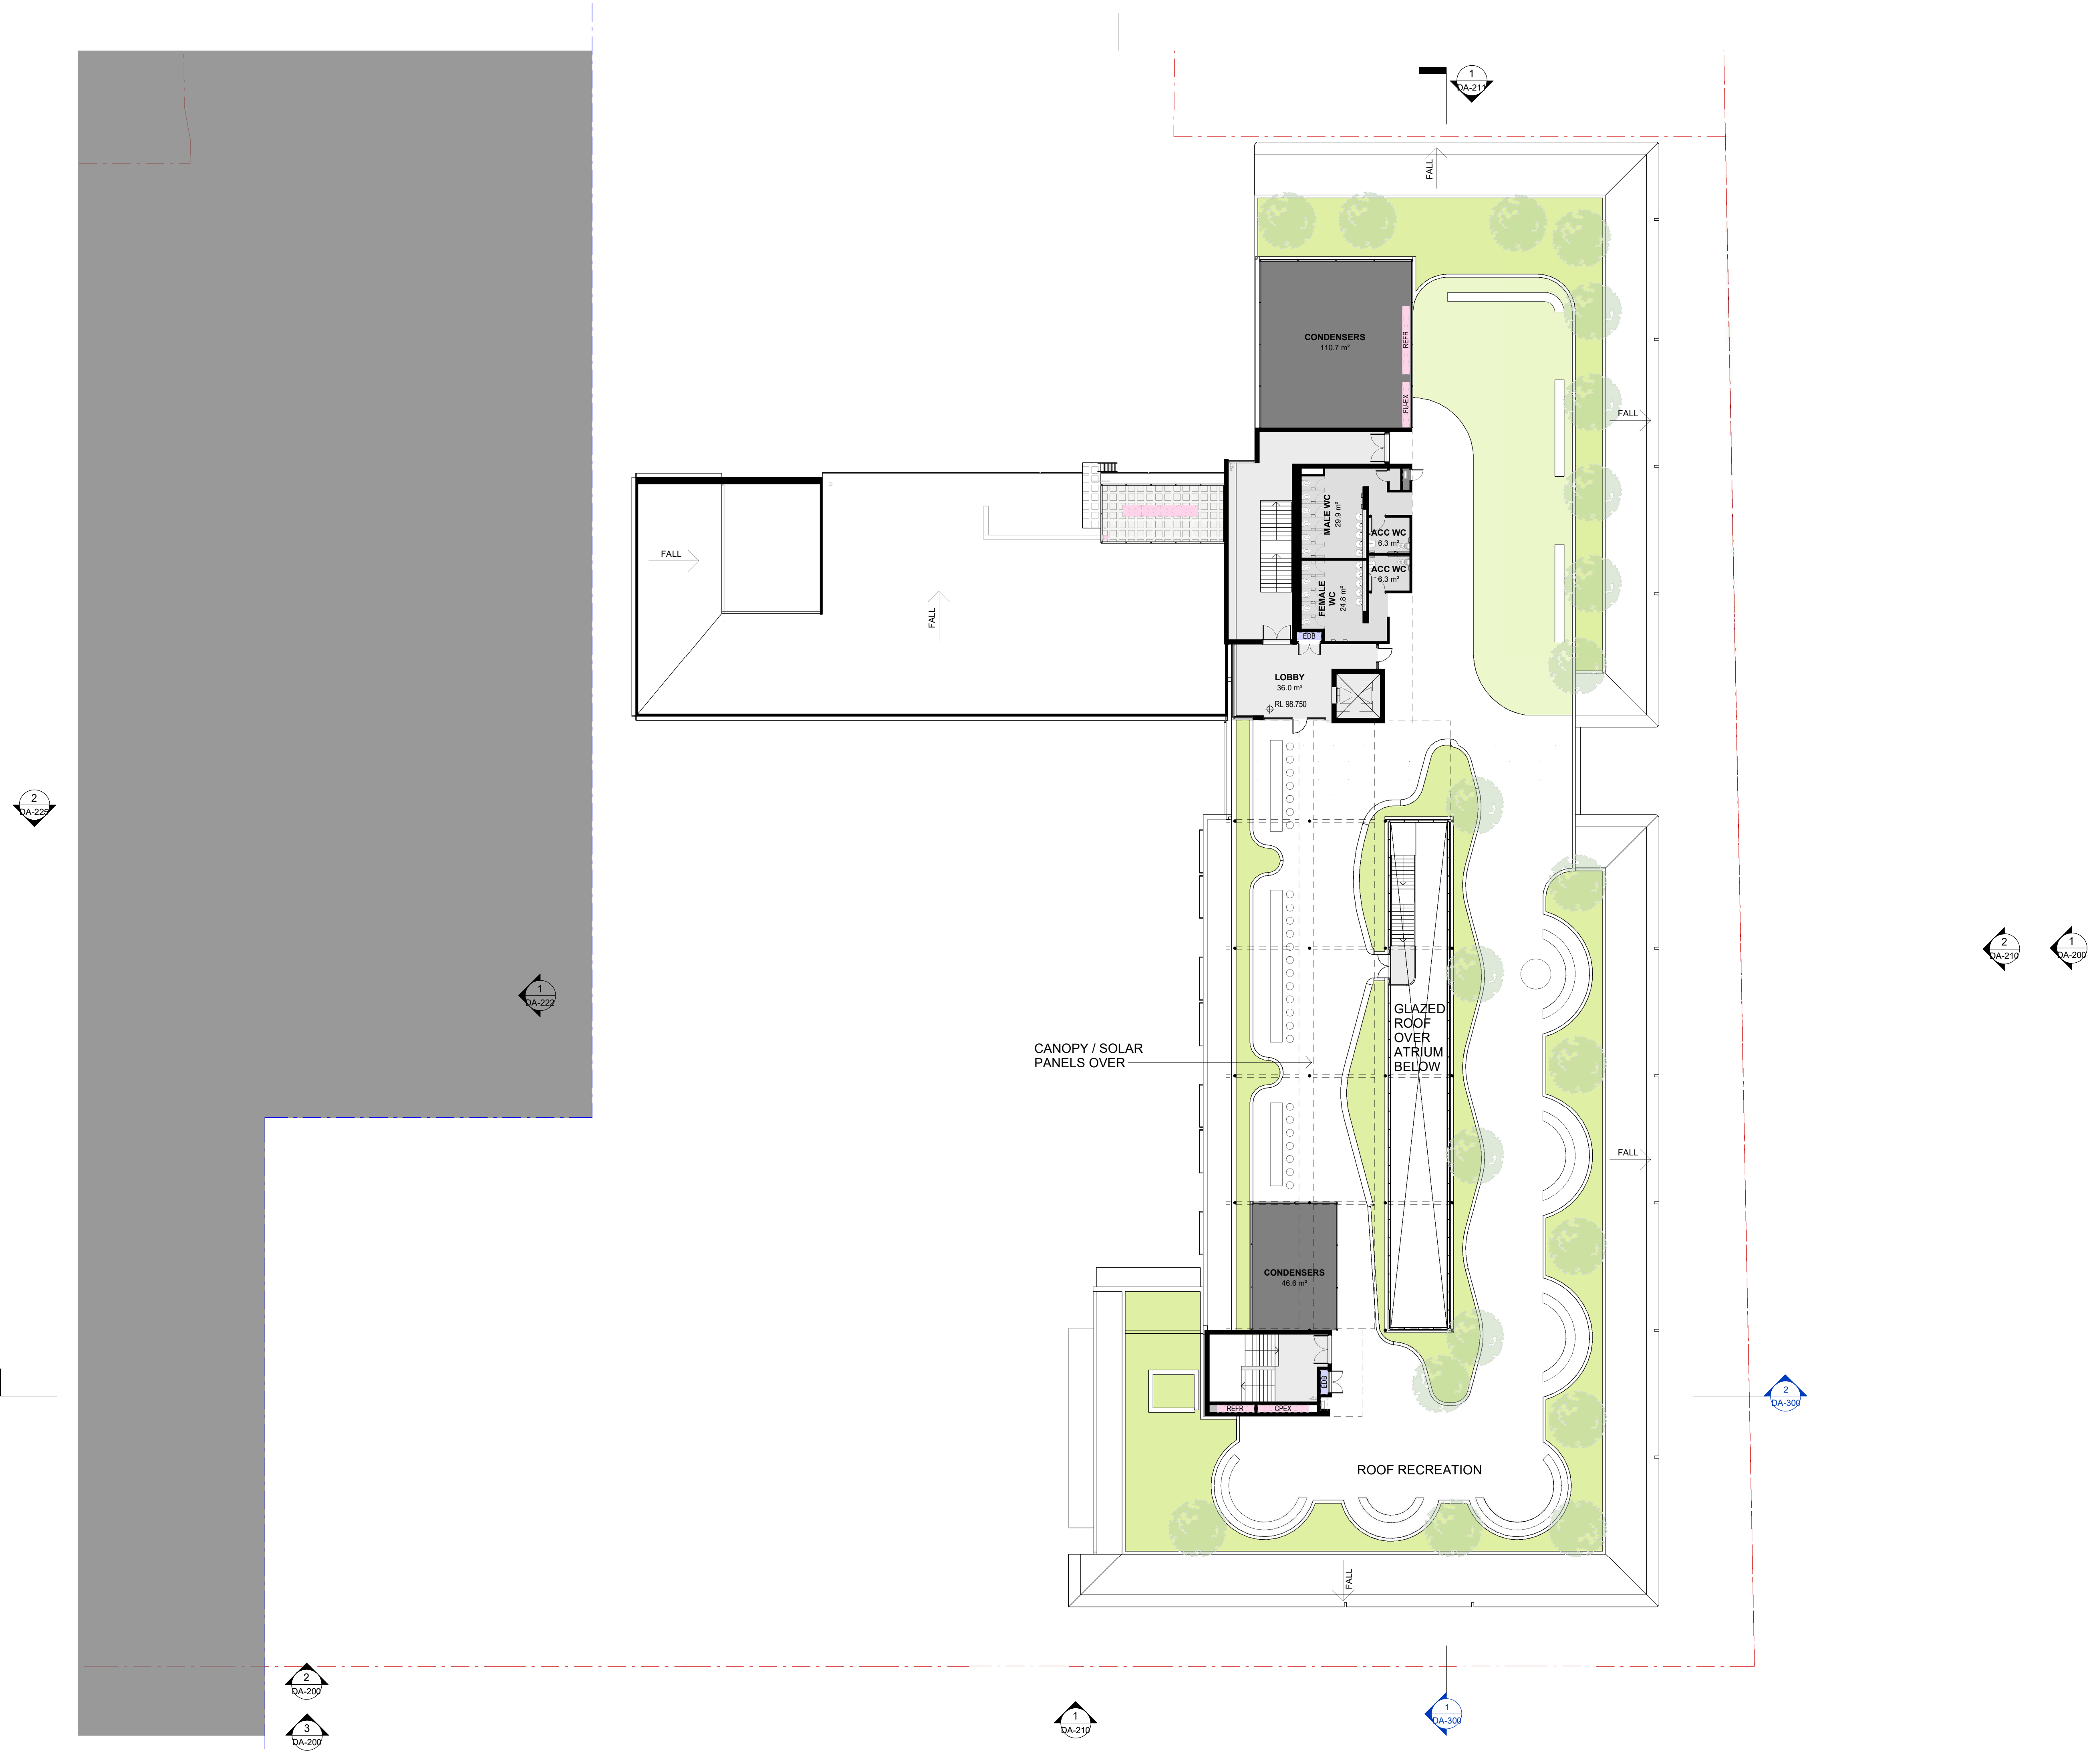 1
DA-211
FALL
CONDENSERS
110.7 m²
REFR
FU-EX
FALL
MALE WC
29.9 m²
ACC WC
6.3 m²
ACC WC
6.3 m²
FEMALE
WC
24.8 m²
FALL
FALL
EDB
LOBBY
36.0 m²
RL 98.750
2
DA-225
2
DA-210
1
DA-200
1
DA-222
GLAZED
ROOF
OVER
ATRIUM
BELOW
CANOPY / SOLAR
PANELS OVER
FALL
CONDENSERS
46.6 m²
EDB
REFR
CPEX
2
DA-300
ROOF RECREATION
FALL
2
DA-200
3
DA-200
1
DA-210
1
DA-300